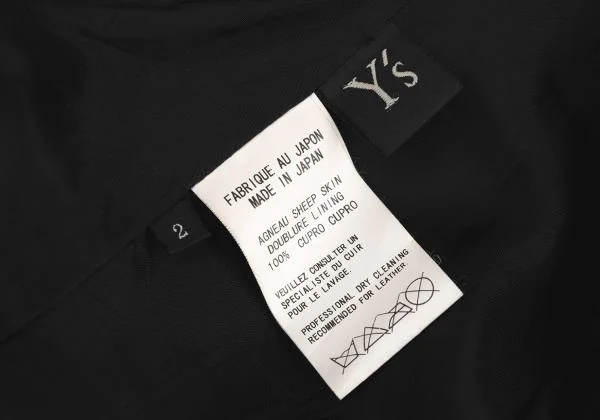 Y's
FABRIQUE AU JAPON
MADE IN JAPAN
AGNEAU SHEEP SKIN
DOUBLURE LINING
100% CUPRO CUPRO
VEUILLEZ CONSULTER UN
SPECIALISTE DU CUIR
POUR LE LAVAGE.
PROFESSIONAL DRY CLEANING
RECOMMENDED FOR LEATHER.
2